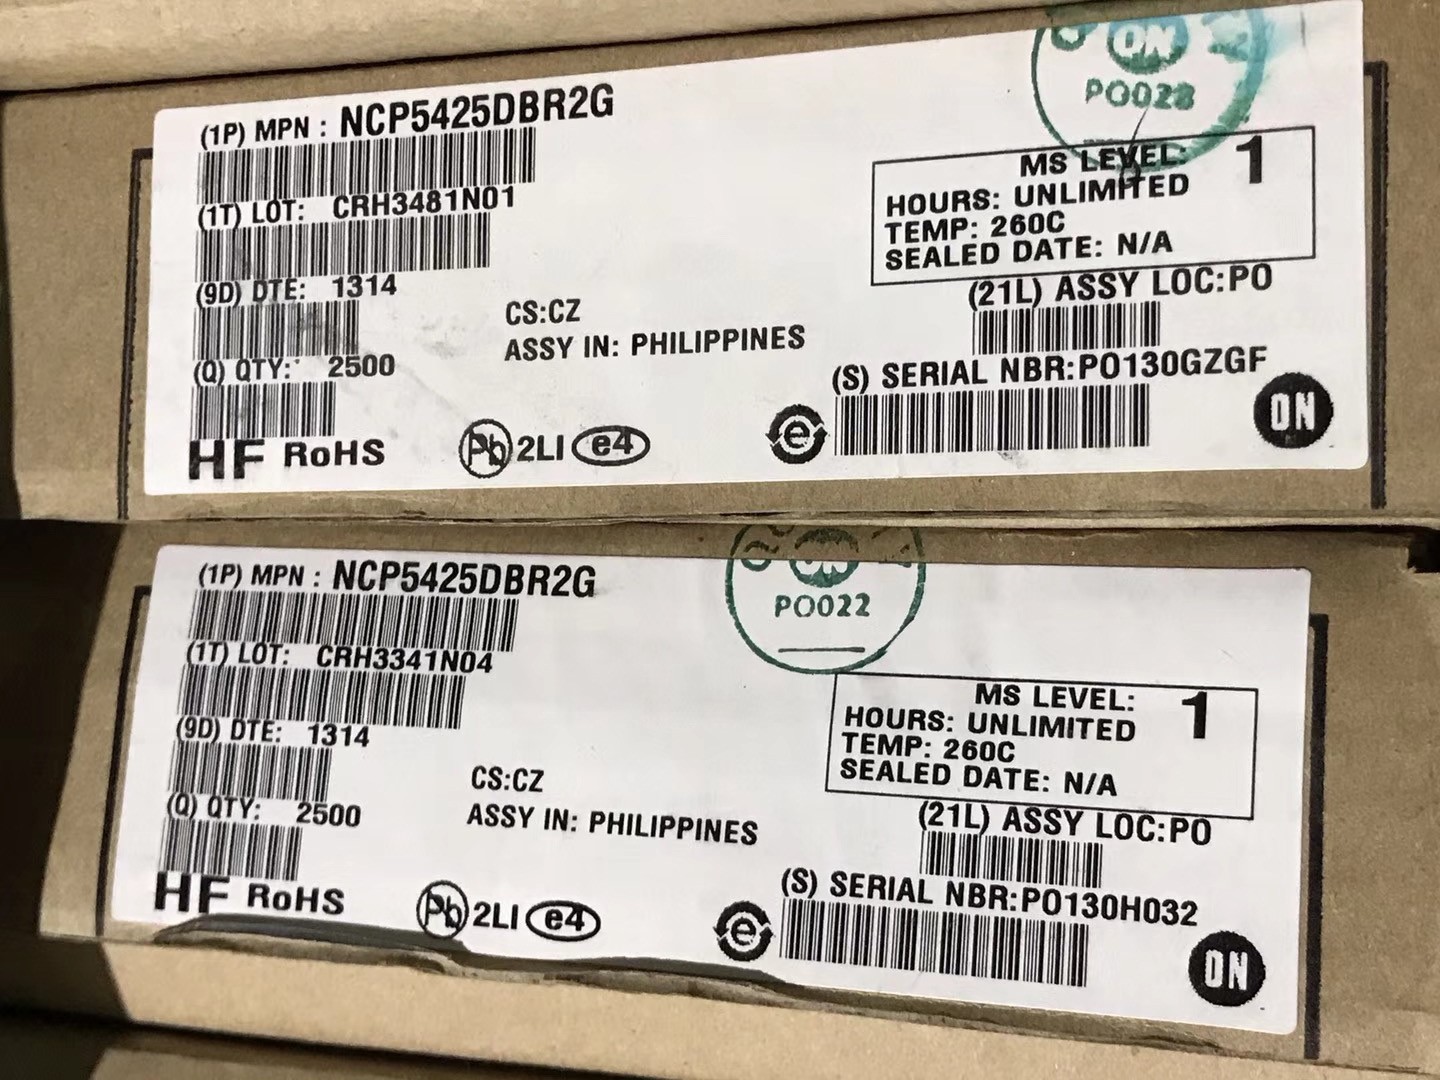 ON
PO023
(1P) MPN : NCP5425DBR2G
(1T) LOT: CRH3481N01
(9D) DTE: 1314
(Q) QTY: 2500
HF RoHS
CS:CZ
ASSY IN: PHILIPPINES
Pb 2LI e4
MS LEVEL: 1
HOURS: UNLIMITED
TEMP: 260C
SEALED DATE: N/A
(21L) ASSY LOC:PO
(S) SERIAL NBR:PO130GZGF
e
ON
ON
PO022
(1P) MPN : NCP5425DBR2G
(1T) LOT: CRH3341N04
(9D) DTE: 1314
(Q) QTY: 2500
HF RoHS
CS:CZ
ASSY IN: PHILIPPINES
Pb 2LI e4
MS LEVEL: 1
HOURS: UNLIMITED
TEMP: 260C
SEALED DATE: N/A
(21L) ASSY LOC:PO
(S) SERIAL NBR:PO130H032
e
ON